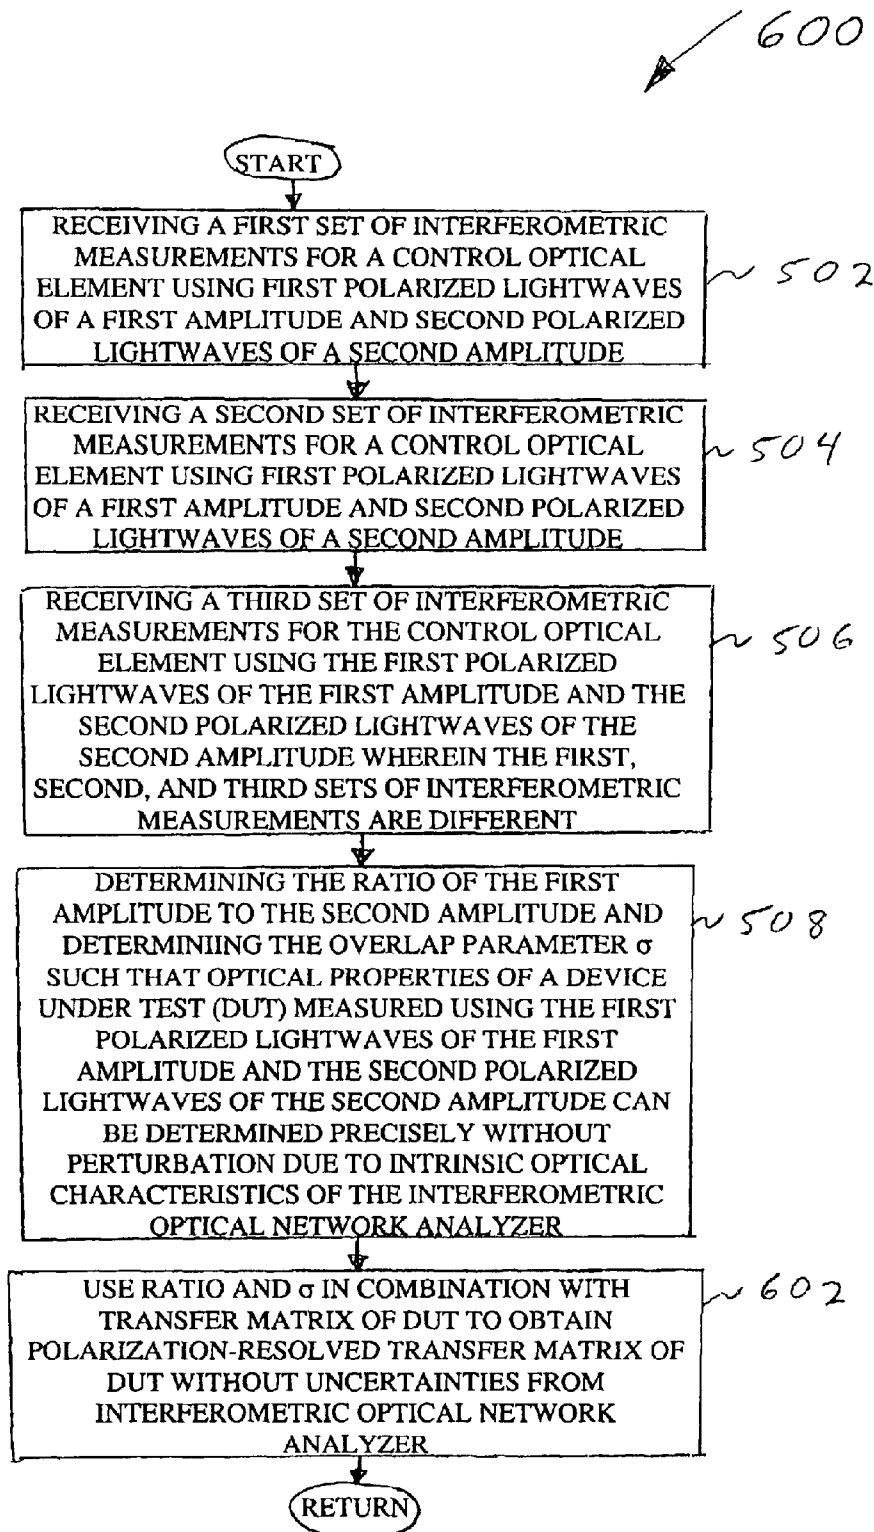 600
START
RECEIVING A FIRST SET OF INTERFEROMETRIC
MEASUREMENTS FOR A CONTROL OPTICAL
ELEMENT USING FIRST POLARIZED LIGHTWAVES
OF A FIRST AMPLITUDE AND SECOND POLARIZED
LIGHTWAVES OF A SECOND AMPLITUDE
502
RECEIVING A SECOND SET OF INTERFEROMETRIC
MEASUREMENTS FOR A CONTROL OPTICAL
ELEMENT USING FIRST POLARIZED LIGHTWAVES
OF A FIRST AMPLITUDE AND SECOND POLARIZED
LIGHTWAVES OF A SECOND AMPLITUDE
504
RECEIVING A THIRD SET OF INTERFEROMETRIC
MEASUREMENTS FOR THE CONTROL OPTICAL
ELEMENT USING THE FIRST POLARIZED
LIGHTWAVES OF THE FIRST AMPLITUDE AND THE
SECOND POLARIZED LIGHTWAVES OF THE
SECOND AMPLITUDE WHEREIN THE FIRST,
SECOND, AND THIRD SETS OF INTERFEROMETRIC
MEASUREMENTS ARE DIFFERENT
506
DETERMINING THE RATIO OF THE FIRST
AMPLITUDE TO THE SECOND AMPLITUDE AND
DETERMINIING THE OVERLAP PARAMETER σ
SUCH THAT OPTICAL PROPERTIES OF A DEVICE
UNDER TEST (DUT) MEASURED USING THE FIRST
POLARIZED LIGHTWAVES OF THE FIRST
AMPLITUDE AND THE SECOND POLARIZED
LIGHTWAVES OF THE SECOND AMPLITUDE CAN
BE DETERMINED PRECISELY WITHOUT
PERTURBATION DUE TO INTRINSIC OPTICAL
CHARACTERISTICS OF THE INTERFEROMETRIC
OPTICAL NETWORK ANALYZER
508
USE RATIO AND σ IN COMBINATION WITH
TRANSFER MATRIX OF DUT TO OBTAIN
POLARIZATION-RESOLVED TRANSFER MATRIX OF
DUT WITHOUT UNCERTAINTIES FROM
INTERFEROMETRIC OPTICAL NETWORK
ANALYZER
602
RETURN